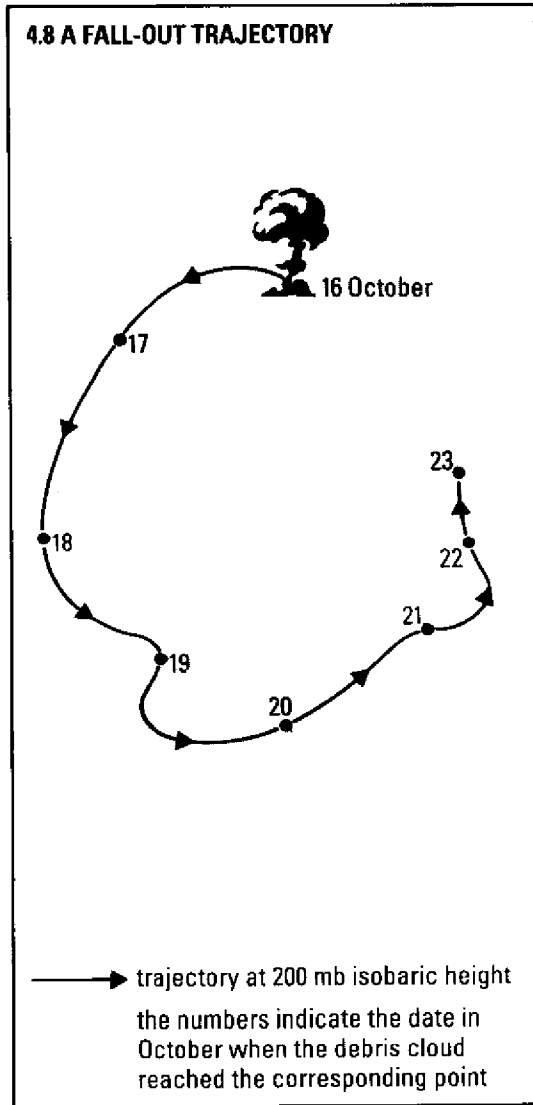 4.8 A FALL-OUT TRAJECTORY
16 October
17
23
18
22
21
19
20
trajectory at 200 mb isobaric height
the numbers indicate the date in
October when the debris cloud
reached the corresponding point